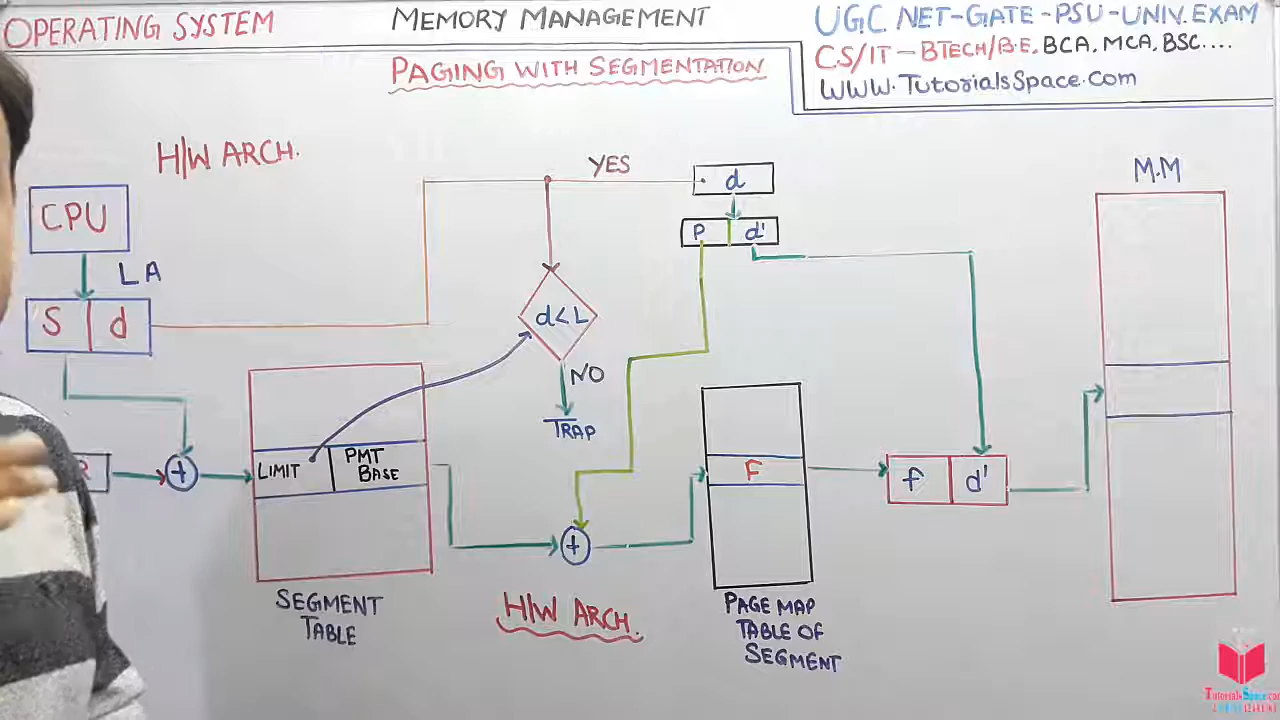 OPERATING SYSTEM
MEMORY MANAGEMENT
UGC NET-GATE-PSU-UNIV. EXAM
CS/IT-BTECH/B.E, BCA, MCA, BSC....
WWW.TutorialsSpace.com
PAGING WITH SEGMENTATION
H/W ARCH.
YES
d
M.M
CPU
P d'
LA
S d
d<L
NO
TRAP
LIMIT PMT BASE
R
+
F
f d'
+
SEGMENT
TABLE
H/W ARCH.
PAGE MAP
TABLE OF
SEGMENT
TutorialsSpace.com